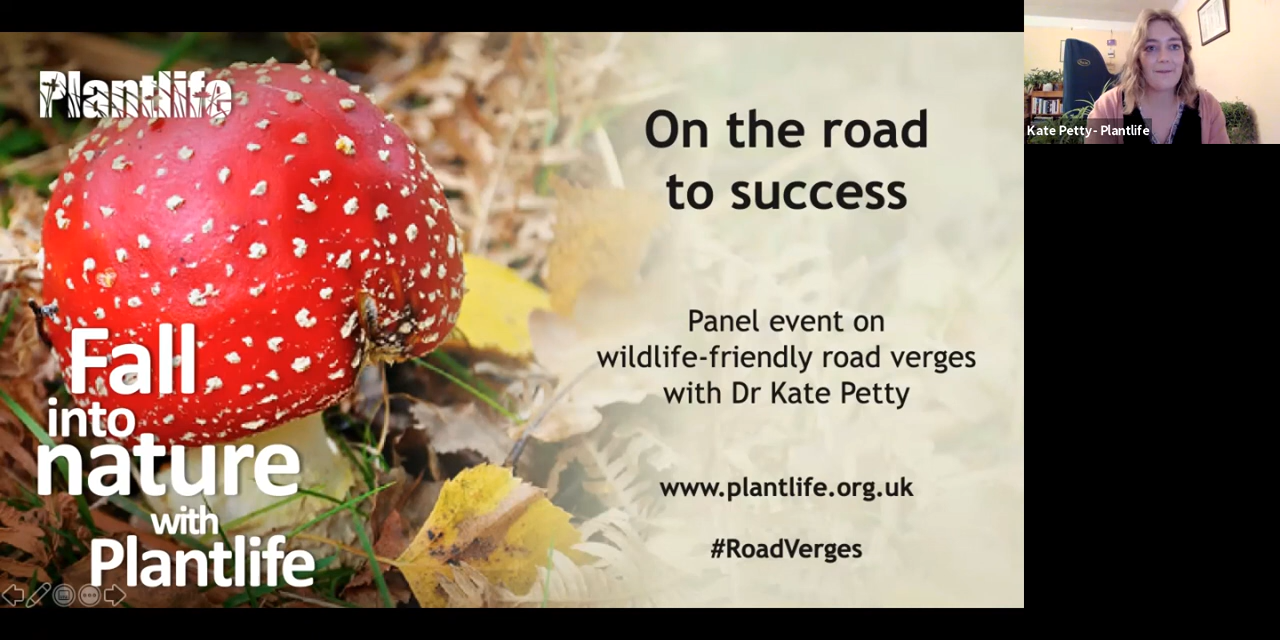 Plantlife
On the road
to success
Panel event on
wildlife-friendly road verges
with Dr Kate Petty
www.plantlife.org.uk
#RoadVerges
Fall
into
nature
with
Plantlife
Kate Petty - Plantlife